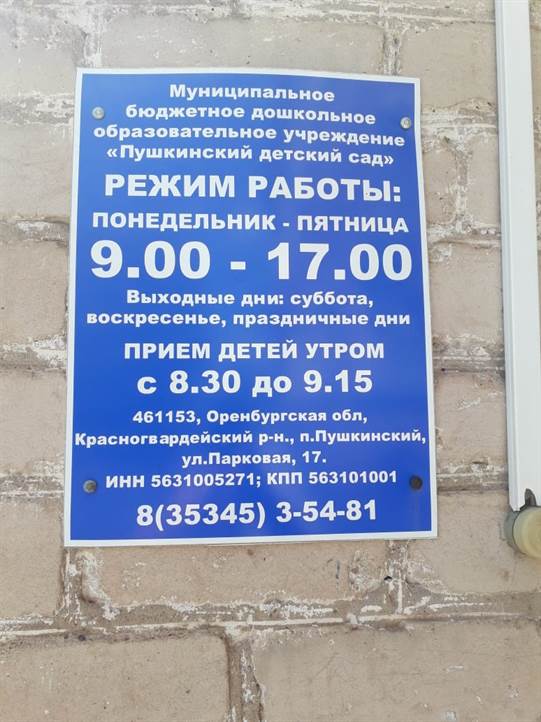 Муниципальное
бюджетное дошкольное
образовательное учреждение
«Пушкинский детский сад»
РЕЖИМ РАБОТЫ:
ПОНЕДЕЛЬНИК - ПЯТНИЦА
9.00 - 17.00
Выходные дни: суббота,
воскресенье, праздничные дни
ПРИЕМ ДЕТЕЙ УТРОМ
с 8.30 до 9.15
461153, Оренбургская обл,
Красногвардейский р-н., п.Пушкинский,
ул.Парковая, 17.
ИНН 5631005271; КПП 563101001
8(35345) 3-54-81